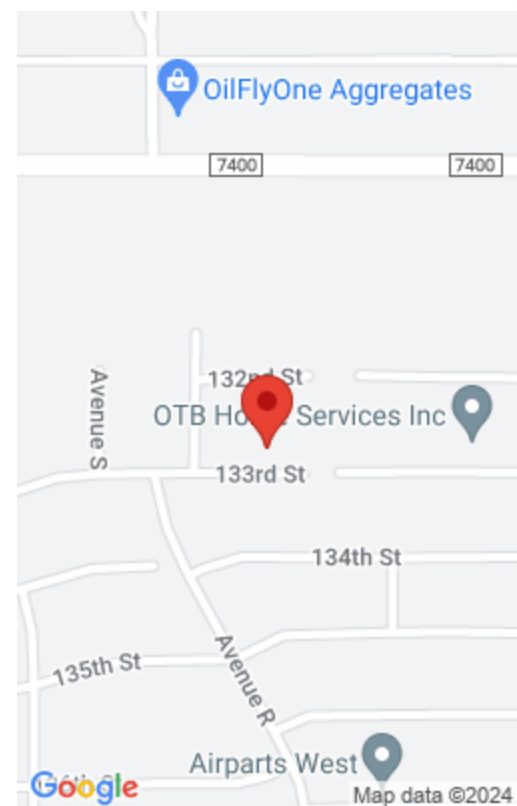 OilFlyOne Aggregates
7400
7400
132nd St
Avenue S
OTB Home Services Inc
133rd St
134th St
135th St
Avenue R
Airparts West
Google
Map data ©2024